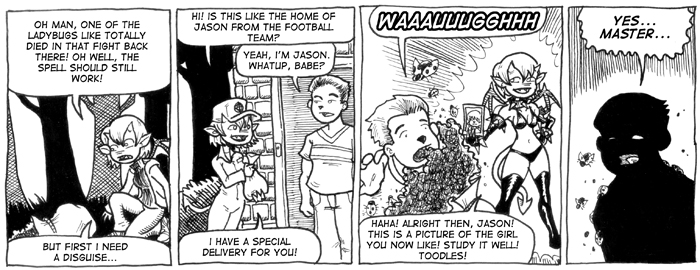 OH MAN, ONE OF THE
LADYBUGS LIKE TOTALLY
DIED IN THAT FIGHT BACK
THERE! OH WELL, THE
SPELL SHOULD STILL
WORK!
BUT FIRST I NEED
A DISGUISE...
HI! IS THIS LIKE THE HOME OF
JASON FROM THE FOOTBALL
TEAM?
YEAH, I'M JASON.
WHATUP, BABE?
I HAVE A SPECIAL
DELIVERY FOR YOU!
WAAAUUUGGHHH
HAHA! ALRIGHT THEN, JASON!
THIS IS A PICTURE OF THE GIRL
YOU NOW LIKE! STUDY IT WELL!
TOODLES!
YES...
MASTER...